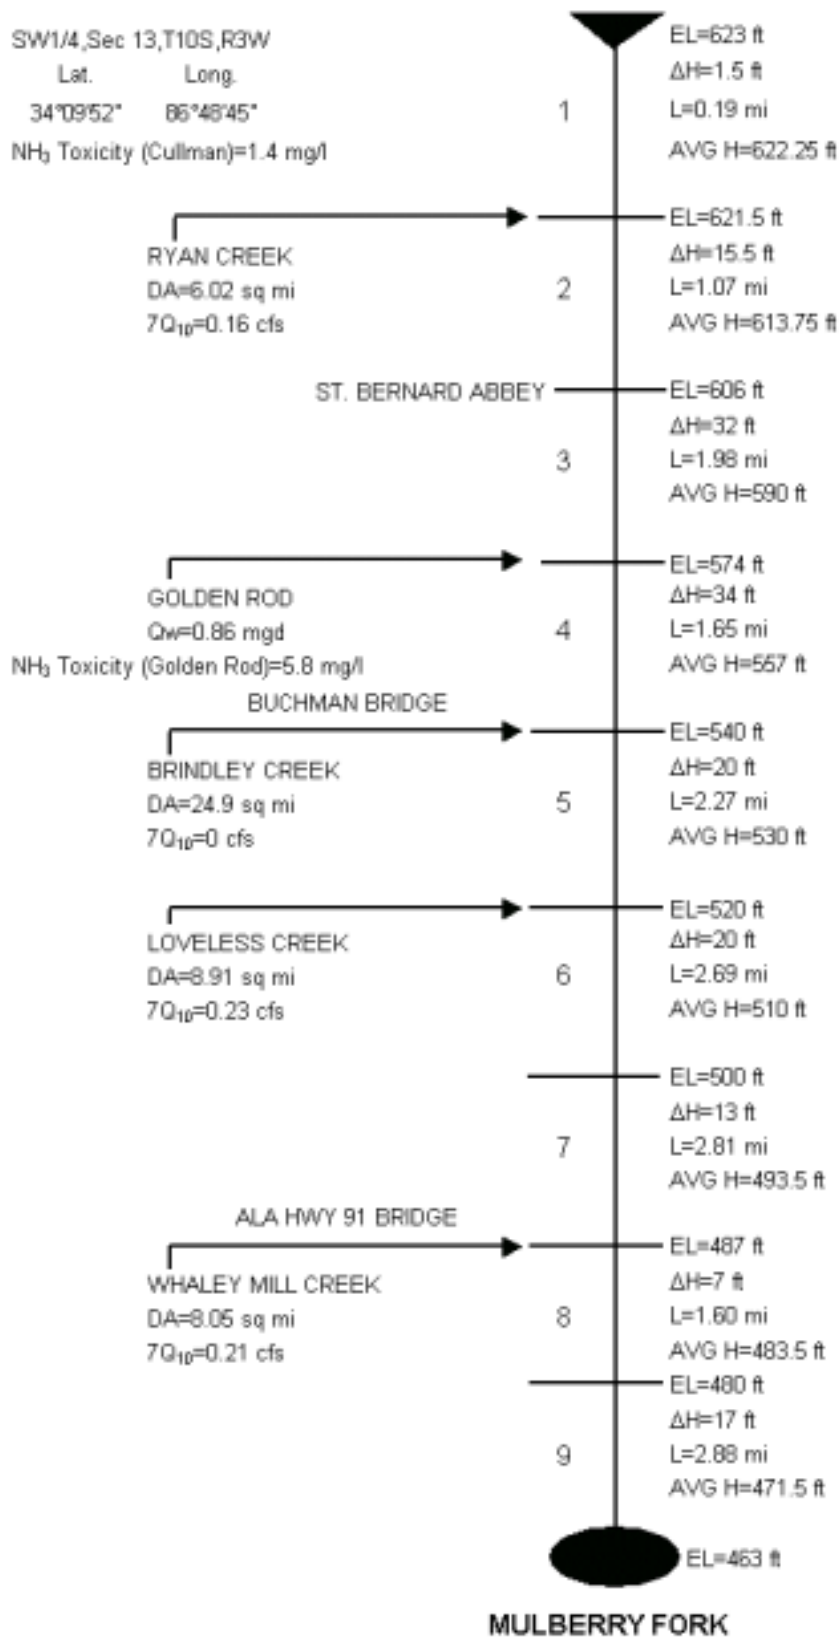 SW1/4,Sec 13,T10S,R3W
Lat. Long.
34°09'52" 86°48'45"
NH₃ Toxicity (Cullman)=1.4 mg/l
EL=623 ft
ΔH=1.5 ft
1
L=0.19 mi
AVG H=622.25 ft
EL=621.5 ft
RYAN CREEK
DA=6.02 sq mi
7Q₁₀=0.16 cfs
ΔH=15.5 ft
2
L=1.07 mi
AVG H=613.75 ft
ST. BERNARD ABBEY
EL=606 ft
ΔH=32 ft
3
L=1.98 mi
AVG H=590 ft
EL=574 ft
GOLDEN ROD
Qw=0.86 mgd
NH₃ Toxicity (Golden Rod)=5.8 mg/l
ΔH=34 ft
4
L=1.65 mi
AVG H=557 ft
BUCHMAN BRIDGE
EL=540 ft
BRINDLEY CREEK
DA=24.9 sq mi
7Q₁₀=0 cfs
ΔH=20 ft
5
L=2.27 mi
AVG H=530 ft
EL=520 ft
LOVELESS CREEK
DA=8.91 sq mi
7Q₁₀=0.23 cfs
ΔH=20 ft
6
L=2.69 mi
AVG H=510 ft
EL=500 ft
ΔH=13 ft
7
L=2.81 mi
AVG H=493.5 ft
ALA HWY 91 BRIDGE
EL=487 ft
WHALEY MILL CREEK
DA=8.05 sq mi
7Q₁₀=0.21 cfs
ΔH=7 ft
8
L=1.60 mi
AVG H=483.5 ft
EL=480 ft
ΔH=17 ft
9
L=2.88 mi
AVG H=471.5 ft
EL=463 ft
MULBERRY FORK